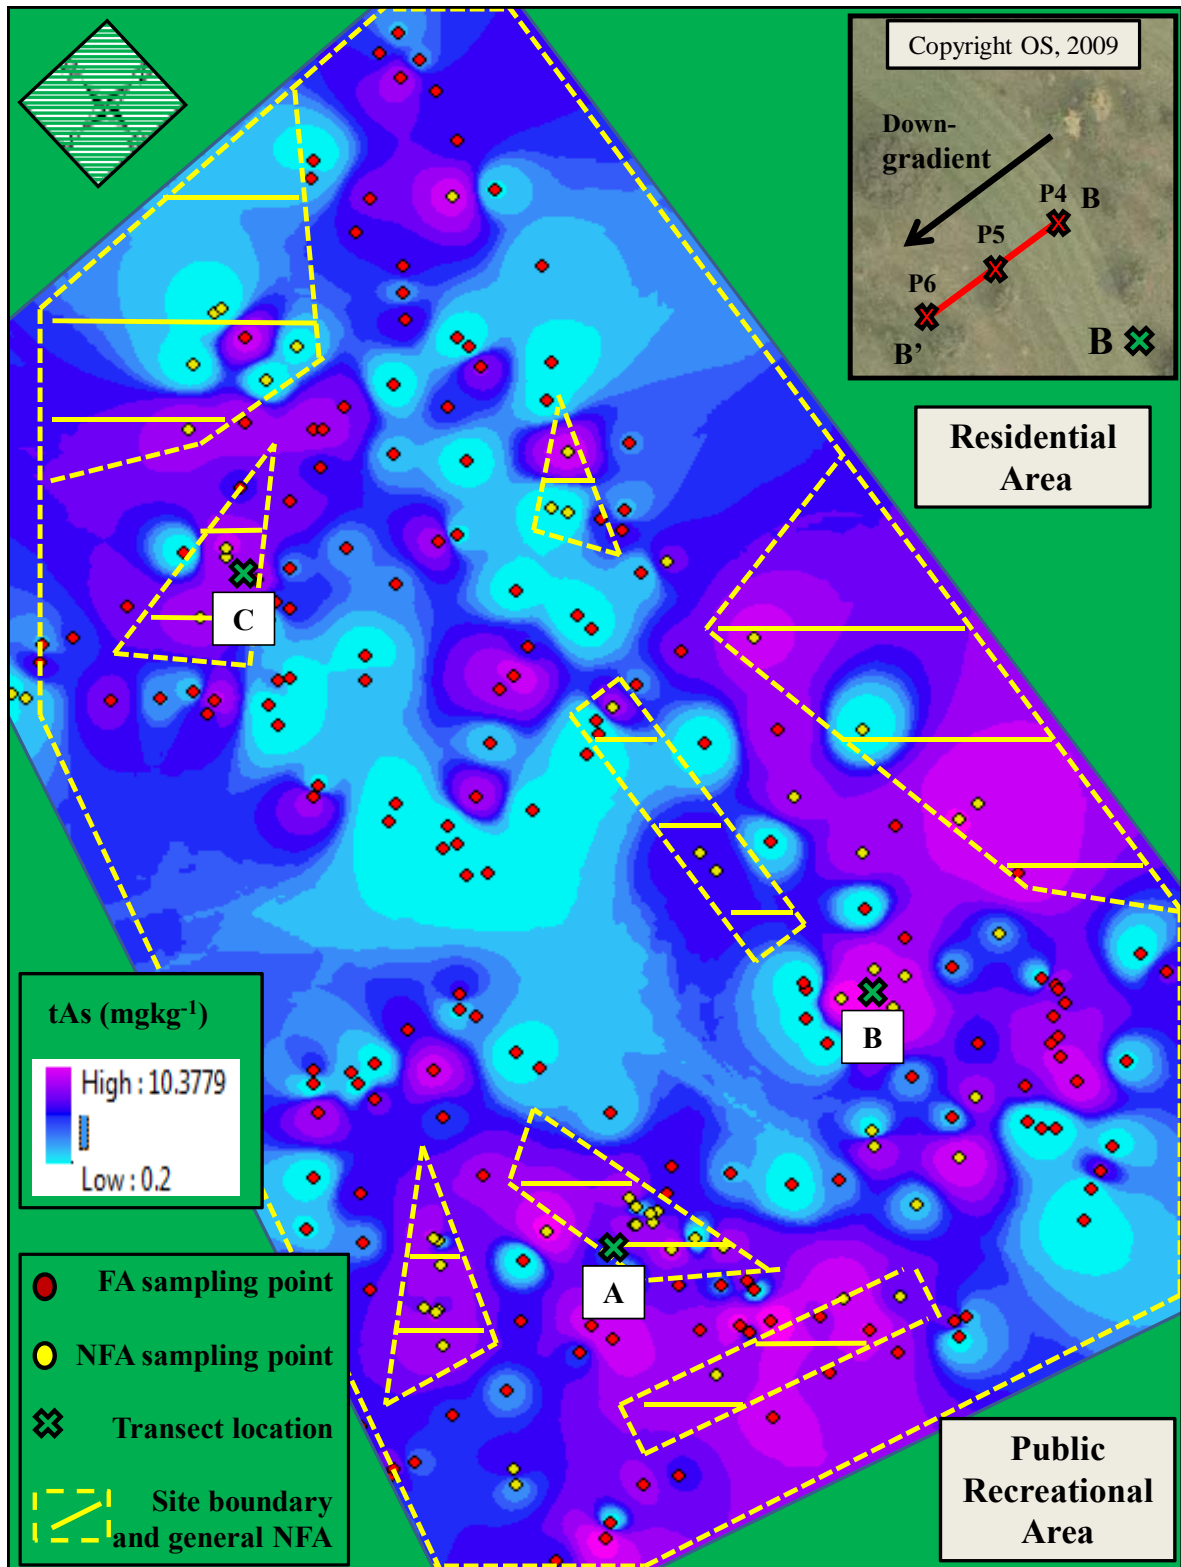 Copyright OS, 2009
Down-
gradient
P4 B
P5
P6
B’
B
Residential
Area
C
tAs (mgkg⁻¹)
High : 10.3779
Low : 0.2
B
A
FA sampling point
NFA sampling point
Transect location
Site boundary
and general NFA
Public
Recreational
Area